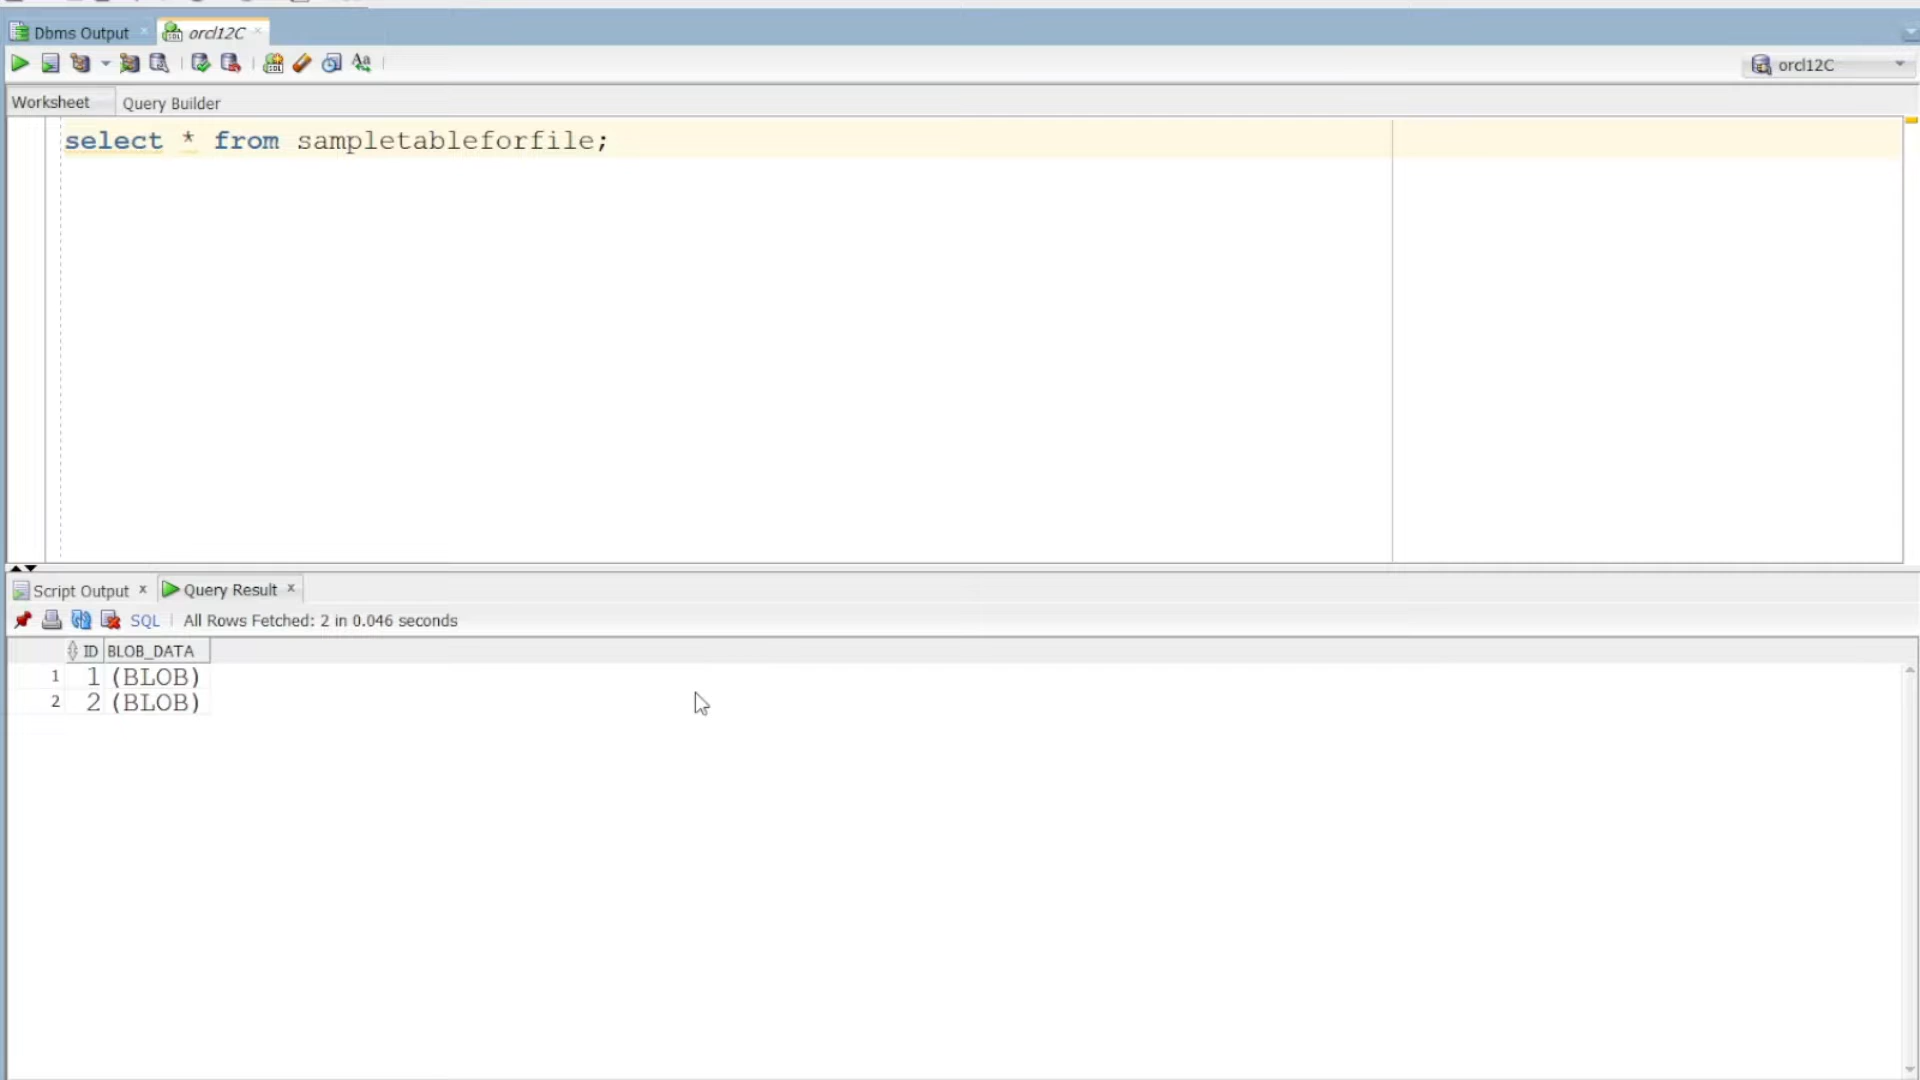 Dbms Output
orcl12C
orcl12C
Worksheet
Query Builder
select * from sampletableforfile;
Script Output x
Query Result x
SQL
All Rows Fetched: 2 in 0.046 seconds
ID BLOB_DATA
1 1 (BLOB)
2 2 (BLOB)